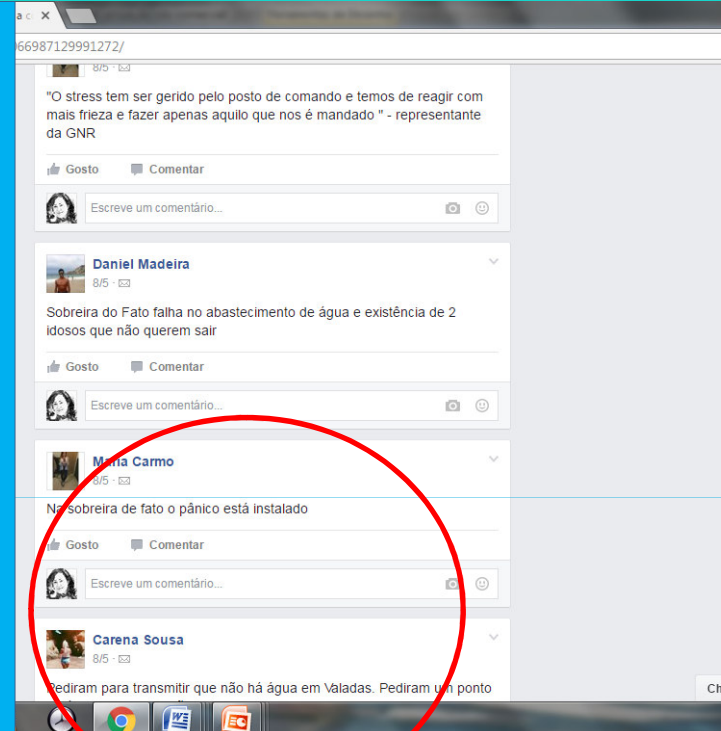 66987129991272/
8/5
"O stress tem ser gerido pelo posto de comando e temos de reagir com
mais frieza e fazer apenas aquilo que nos é mandado " - representante
da GNR
Gosto Comentar
Escreve um comentário...
Daniel Madeira
8/5
Sobreira do Fato falha no abastecimento de água e existência de 2
idosos que não querem sair
Gosto Comentar
Escreve um comentário...
Maria Carmo
8/5
Na sobreira de fato o pânico está instalado
Gosto Comentar
Escreve um comentário...
Carena Sousa
8/5
Pediram para transmitir que não há água em Valadas. Pediram um ponto
Ch